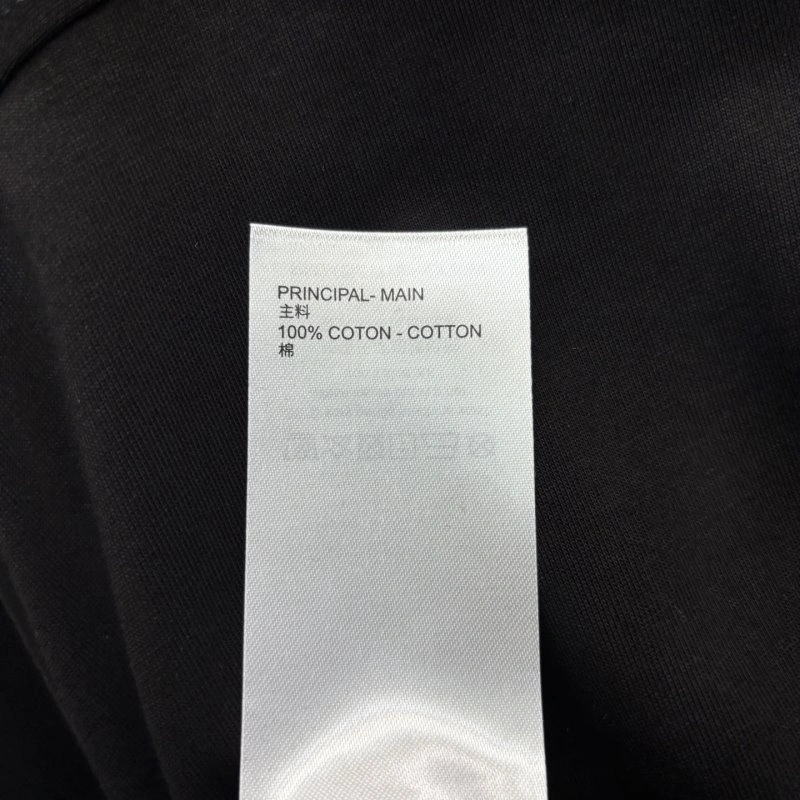 PRINCIPAL- MAIN
主料
100% COTON - COTTON
棉